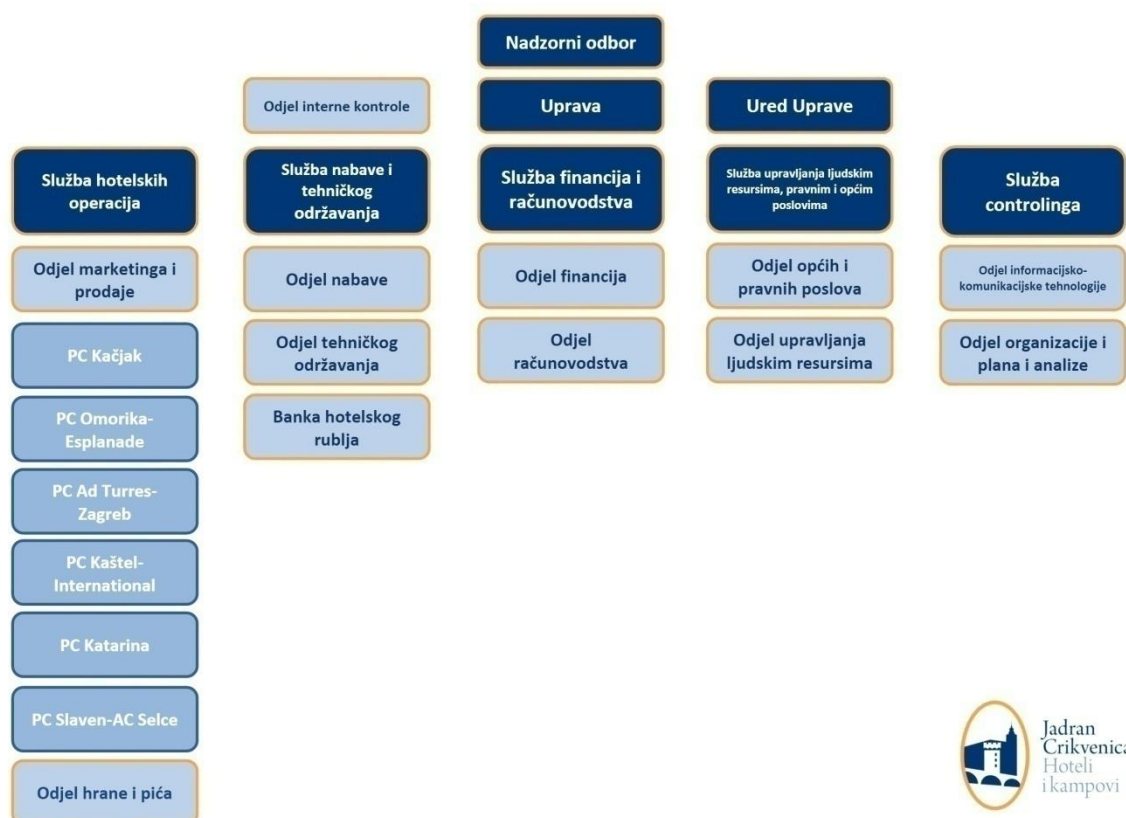 Nadzorni odbor
Odjel interne kontrole
Uprava
Ured Uprave
Služba hotelskih
operacija
Služba nabave i
tehničkog
održavanja
Služba financija i
računovodstva
Služba upravljanja ljudskim
resursima, pravnim i općim
poslovima
Služba
controlinga
Odjel marketinga i
prodaje
Odjel nabave
Odjel financija
Odjel općih i
pravnih poslova
Odjel informacijsko-
komunikacijske tehnologije
PC Kačjak
Odjel tehničkog
održavanja
Odjel
računovodstva
Odjel upravljanja
ljudskim resursima
Odjel organizacije i
plana i analize
PC Omorika-
Esplanade
Banka hotelskog
rublja
PC Ad Turres-
Zagreb
PC Kaštel-
International
PC Katarina
PC Slaven-AC Selce
Odjel hrane i pića
Jadran
Crikvenica
Hoteli
i kampovi